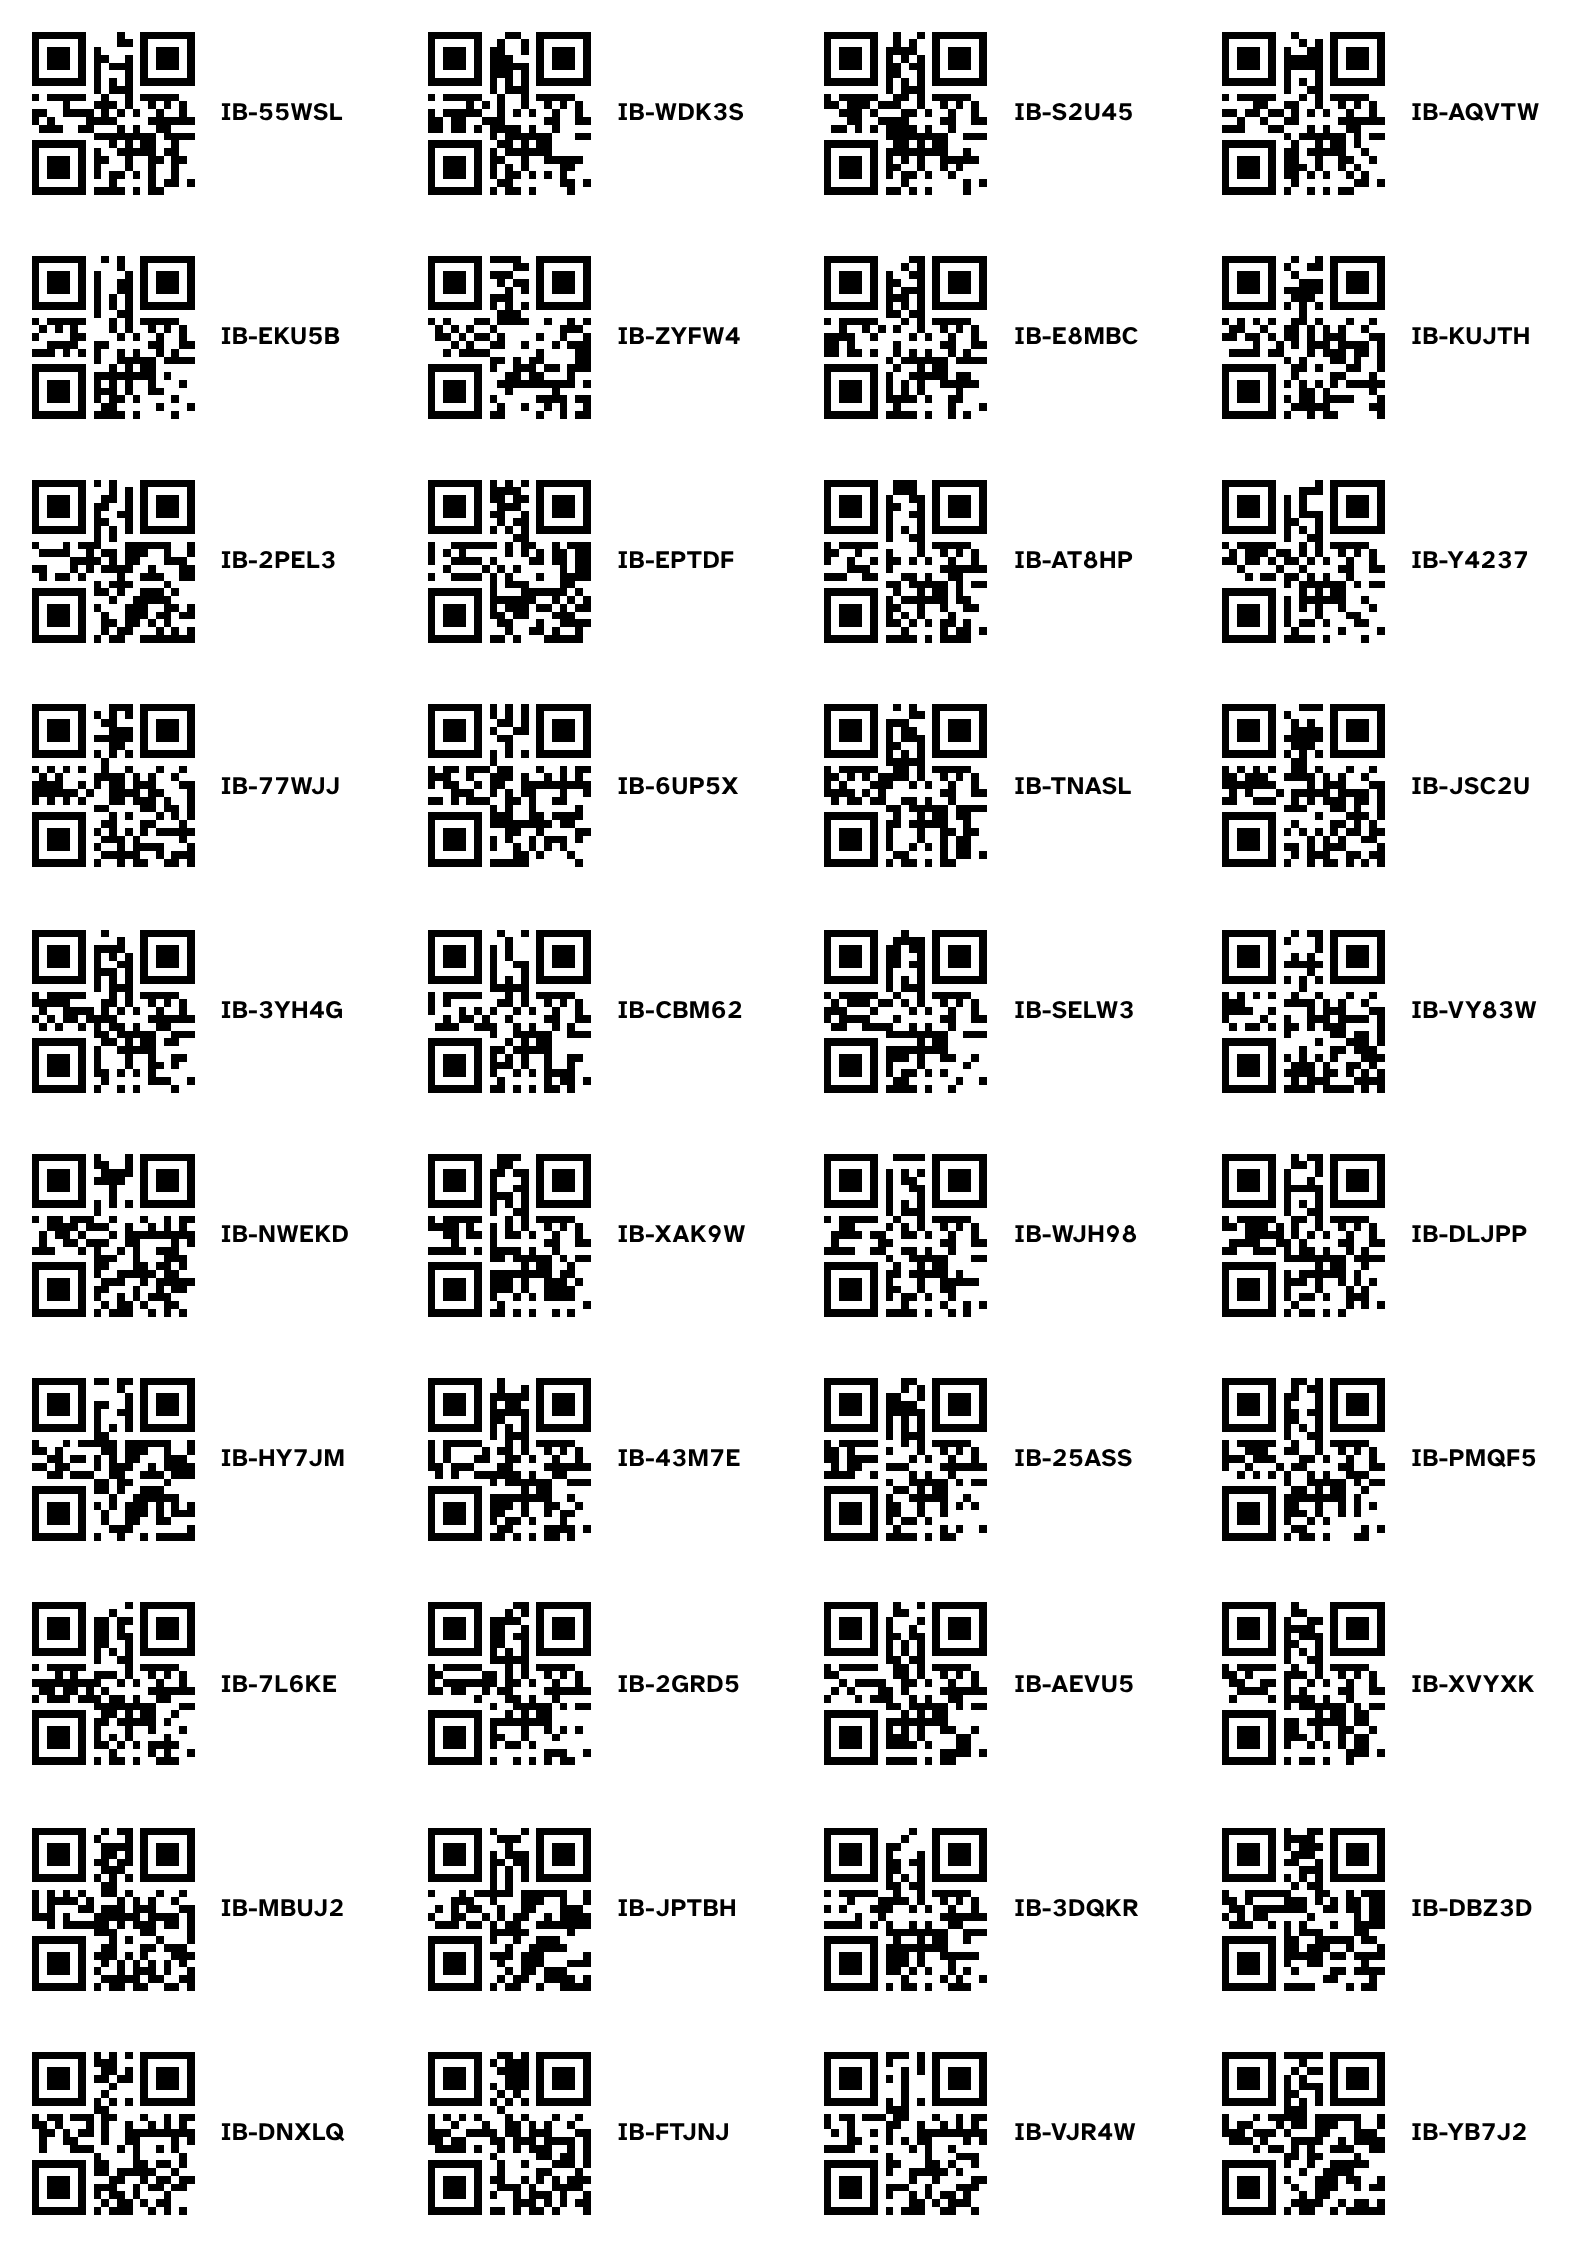 IB-55WSL IB-WDK3S IB-S2U45 IB-AQVTW
IB-EKU5B IB-ZYFW4 IB-E8MBC IB-KUJTH
IB-2PEL3 IB-EPTDF IB-AT8HP IB-Y4237
IB-77WJJ IB-6UP5X IB-TNASL IB-JSC2U
IB-3YH4G IB-CBM62 IB-SELW3 IB-VY83W
IB-NWEKD IB-XAK9W IB-WJH98 IB-DLJPP
IB-HY7JM IB-43M7E IB-25ASS IB-PMQF5
IB-7L6KE IB-2GRD5 IB-AEVU5 IB-XVYXK
IB-MBUJ2 IB-JPTBH IB-3DQKR IB-DBZ3D
IB-DNXLQ IB-FTJNJ IB-VJR4W IB-YB7J2